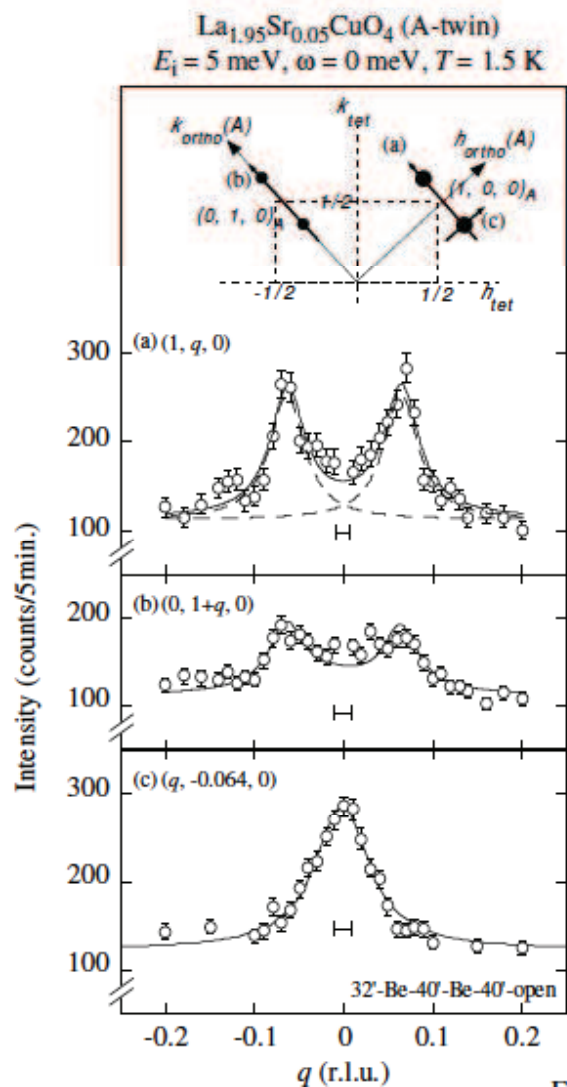 La1.95Sr0.05CuO4 (A-twin)
Ei = 5 meV, ω = 0 meV, T = 1.5 K
kortho(A)
ktet
hortho(A)
(a)
(b)
(1, 0, 0)A
1/2
(0, 1, 0)A
(c)
-1/2
1/2
htet
(a) (1, q, 0)
300
200
100
(b) (0, 1+q, 0)
200
100
(c) (q, -0.064, 0)
300
200
100
32'-Be-40'-Be-40'-open
Intensity (counts/5min.)
-0.2
-0.1
0
0.1
0.2
q (r.l.u.)